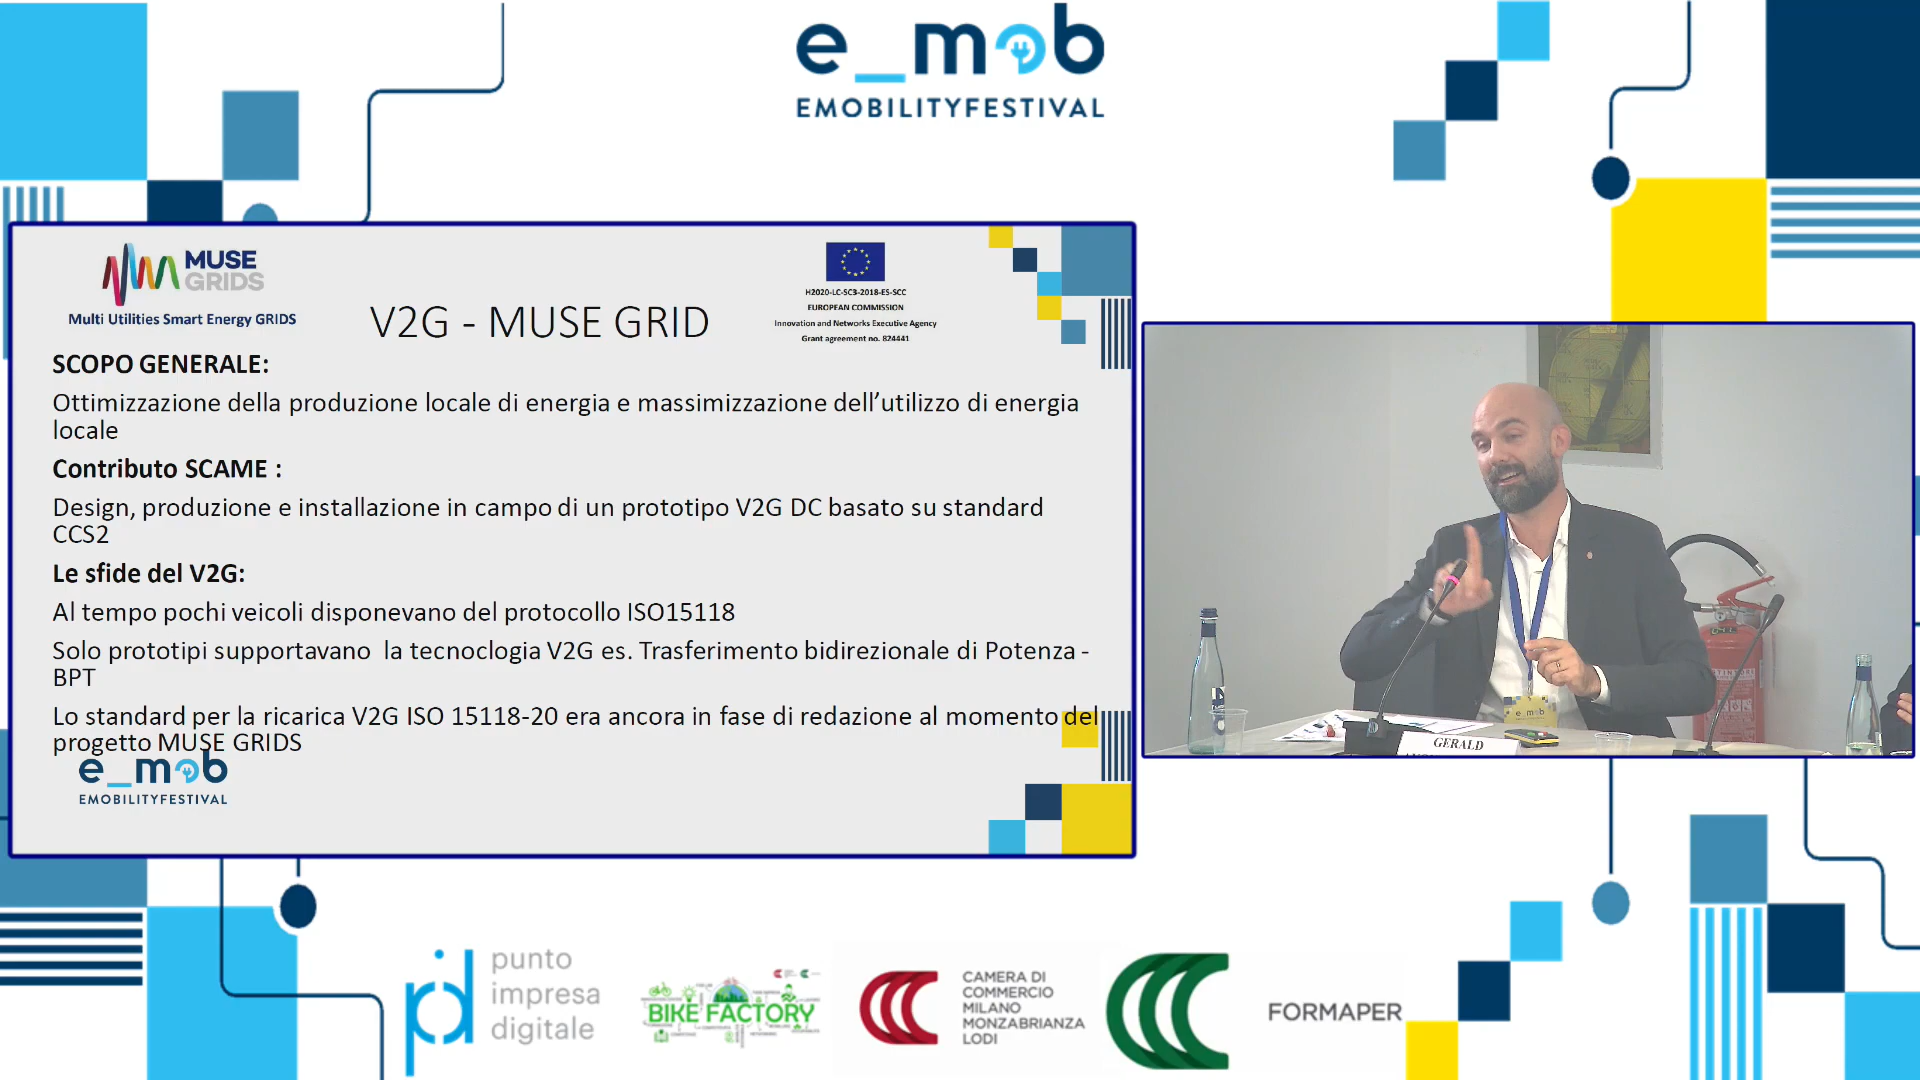 e_mob
EMOBILITYFESTIVAL
MUSE
GRIDS
Multi Utilities Smart Energy GRIDS
H2020-LC-SC3-2018-ES-SCC
EUROPEAN COMMISSION
Innovation and Networks Executive Agency
Grant agreement no. 824441
V2G - MUSE GRID
SCOPO GENERALE:
Ottimizzazione della produzione locale di energia e massimizzazione dell'utilizzo di energia
locale
Contributo SCAME :
Design, produzione e installazione in campo di un prototipo V2G DC basato su standard
CCS2
Le sfide del V2G:
Al tempo pochi veicoli disponevano del protocollo ISO15118
Solo prototipi supportavano la tecnoclogia V2G es. Trasferimento bidirezionale di Potenza -
BPT
Lo standard per la ricarica V2G ISO 15118-20 era ancora in fase di redazione al momento del
progetto MUSE GRIDS
e_mob
EMOBILITYFESTIVAL
e_mob
GERALD
pid
punto
impresa
digitale
BIKE FACTORY
CAMERA DI
COMMERCIO
MILANO
MONZABRIANZA
LODI
FORMAPER